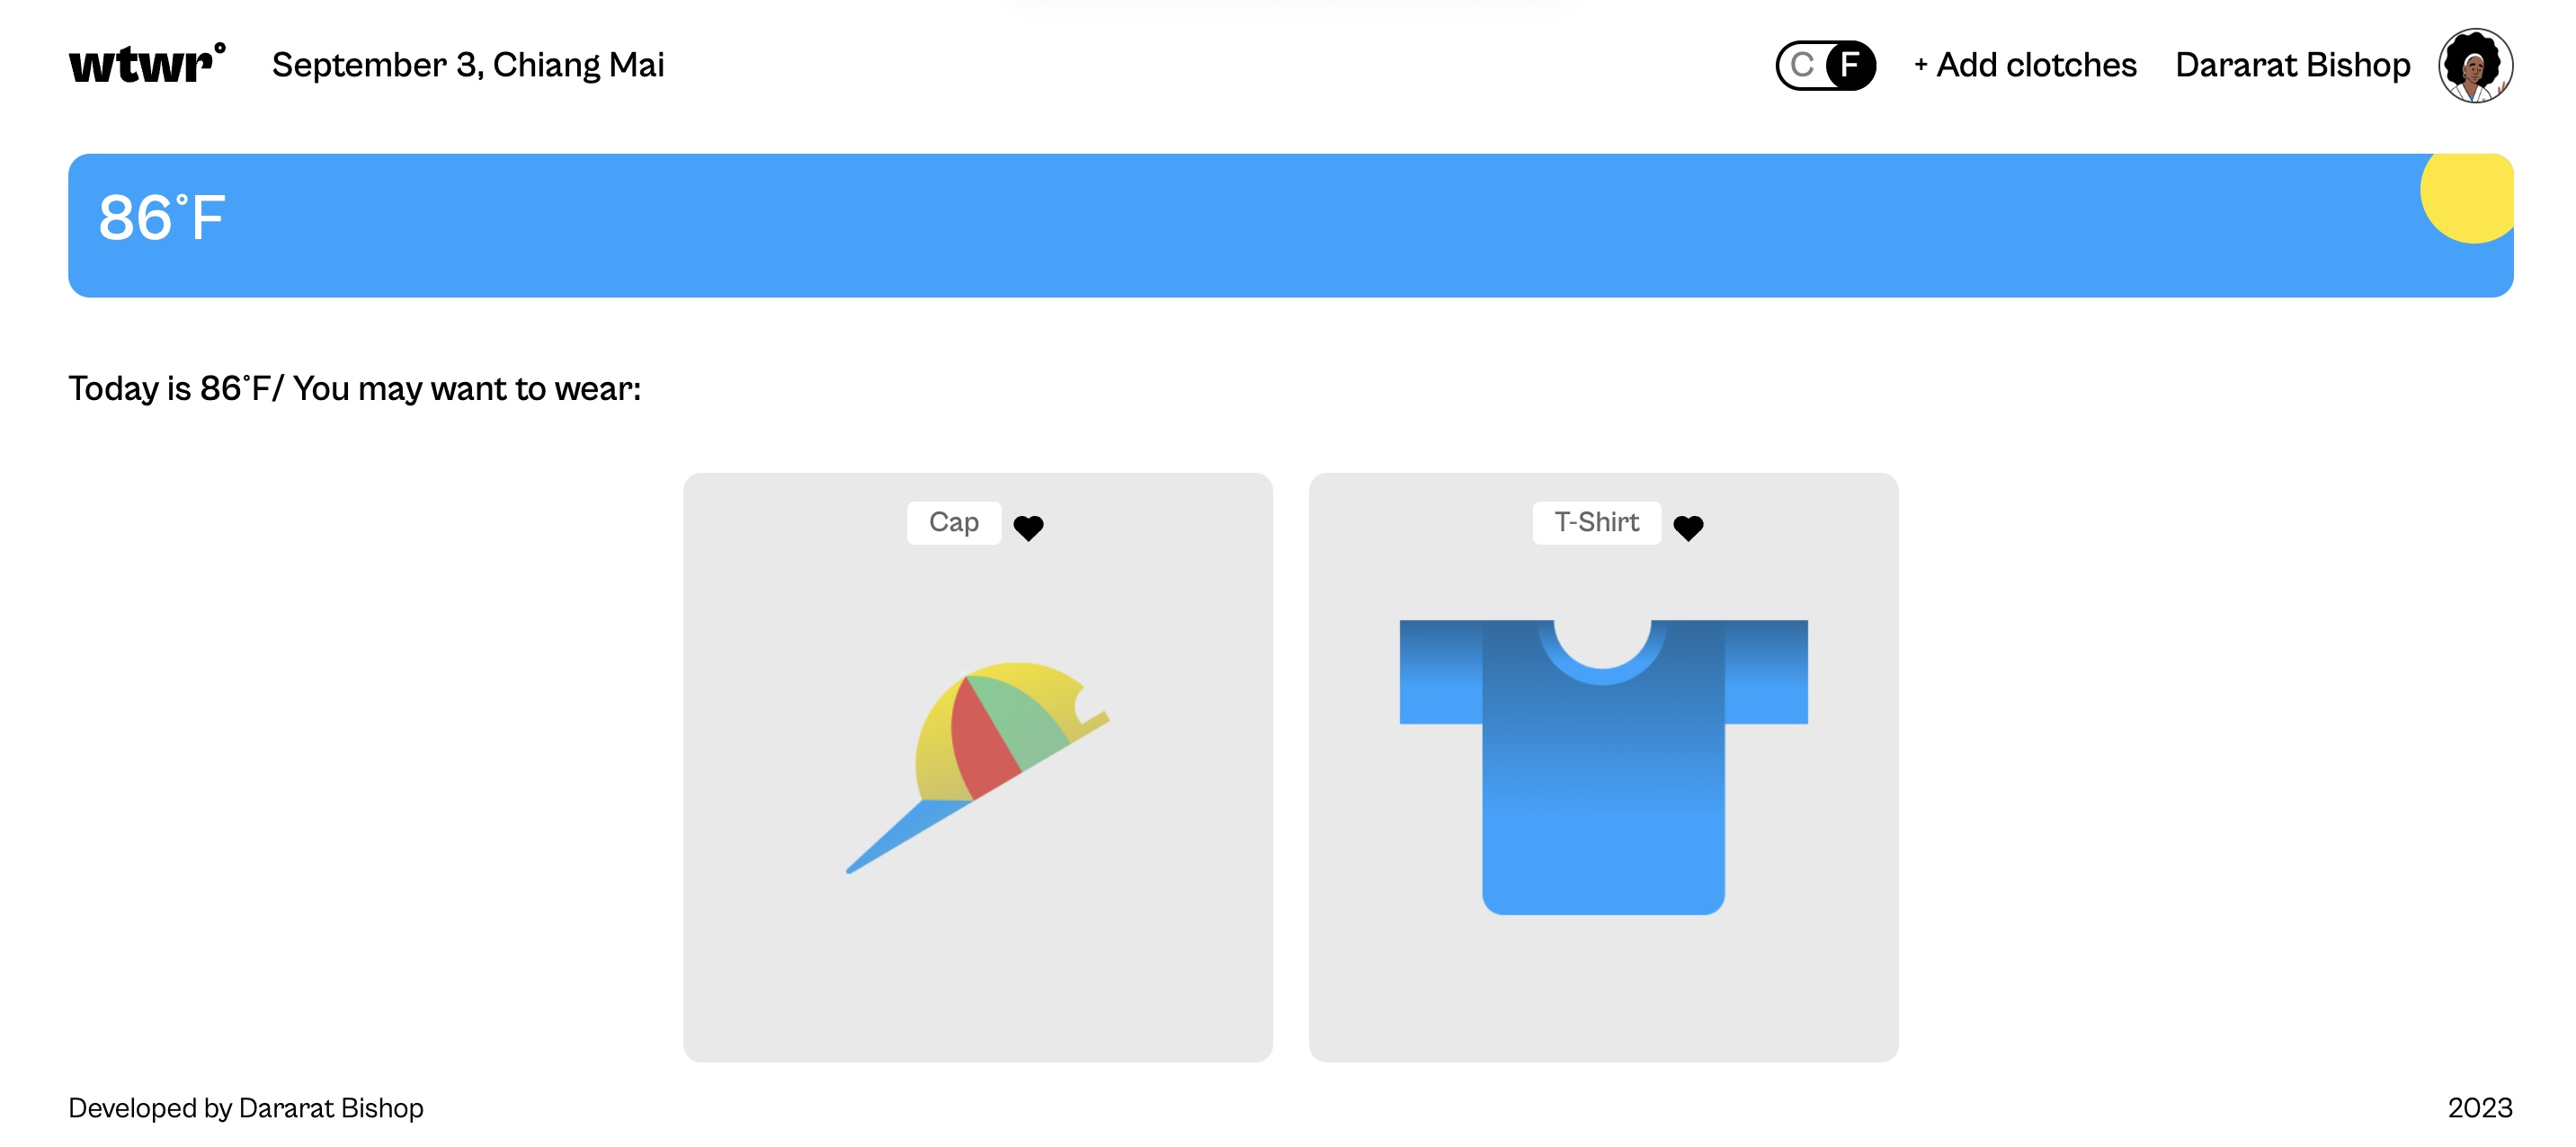 wtwr° September 3, Chiang Mai C F + Add clotches Dararat Bishop
86°F
Today is 86°F/ You may want to wear:
Cap T-Shirt
Developed by Dararat Bishop 2023